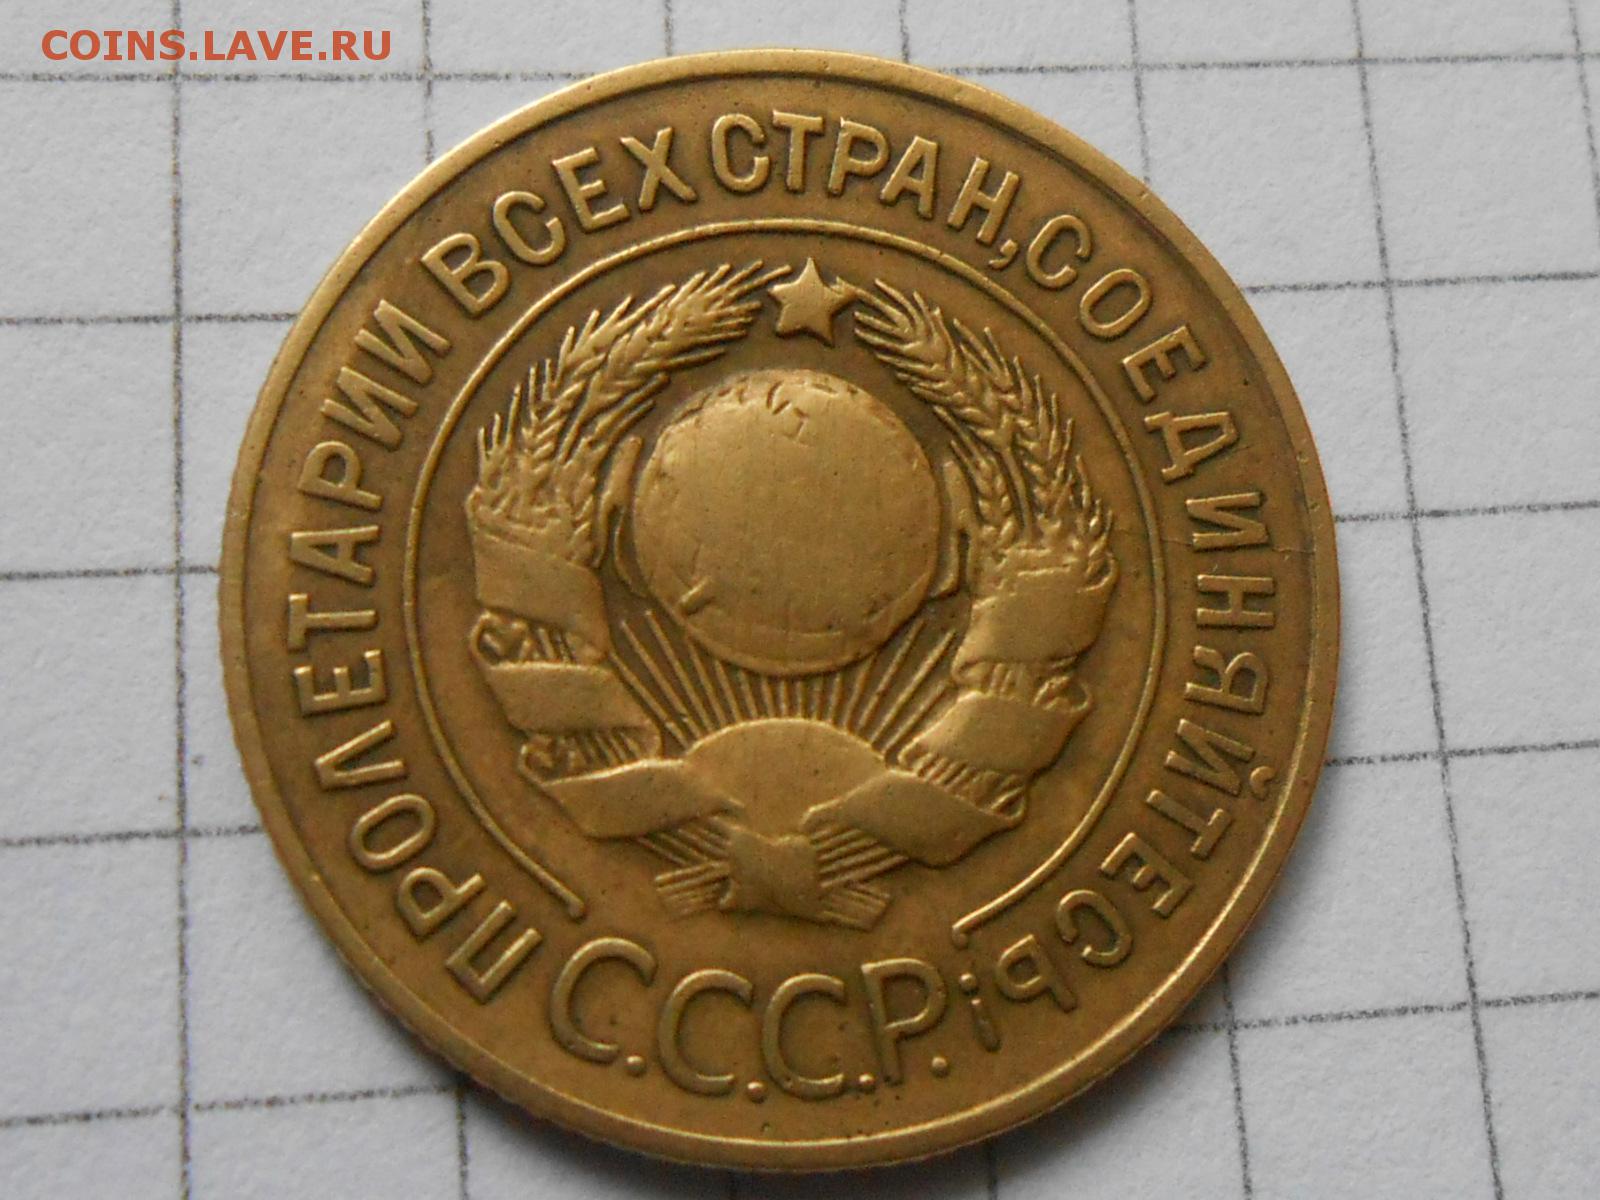 COINS.LAVE.RU
ПРОЛЕТАРИИ ВСЕХ СТРАН, СОЕДИНЯЙТЕСЬ!
С.С.С.Р.